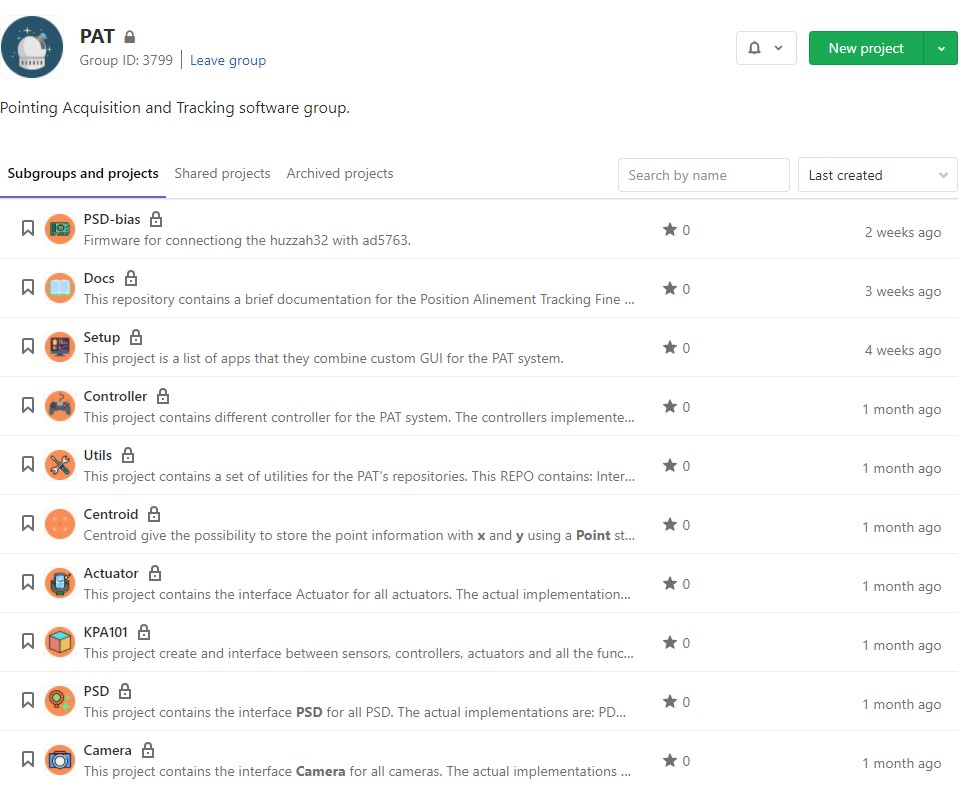 PAT
Group ID: 3799 Leave group
New project
Pointing Acquisition and Tracking software group.
Subgroups and projects Shared projects Archived projects Search by name Last created
PSD-bias
Firmware for connectiong the huzzah32 with ad5763.
0 2 weeks ago
Docs
This repository contains a brief documentation for the Position Alinement Tracking Fine ...
0 3 weeks ago
Setup
This project is a list of apps that they combine custom GUI for the PAT system.
0 4 weeks ago
Controller
This project contains different controller for the PAT system. The controllers implemente...
0 1 month ago
Utils
This project contains a set of utilities for the PAT's repositories. This REPO contains: Inter...
0 1 month ago
Centroid
Centroid give the possibility to store the point information with x and y using a Point st...
0 1 month ago
Actuator
This project contains the interface Actuator for all actuators. The actual implementation...
0 1 month ago
KPA101
This project create and interface between sensors, controllers, actuators and all the func...
0 1 month ago
PSD
This project contains the interface PSD for all PSD. The actual implementations are: PD...
0 1 month ago
Camera
This project contains the interface Camera for all cameras. The actual implementations ...
0 1 month ago